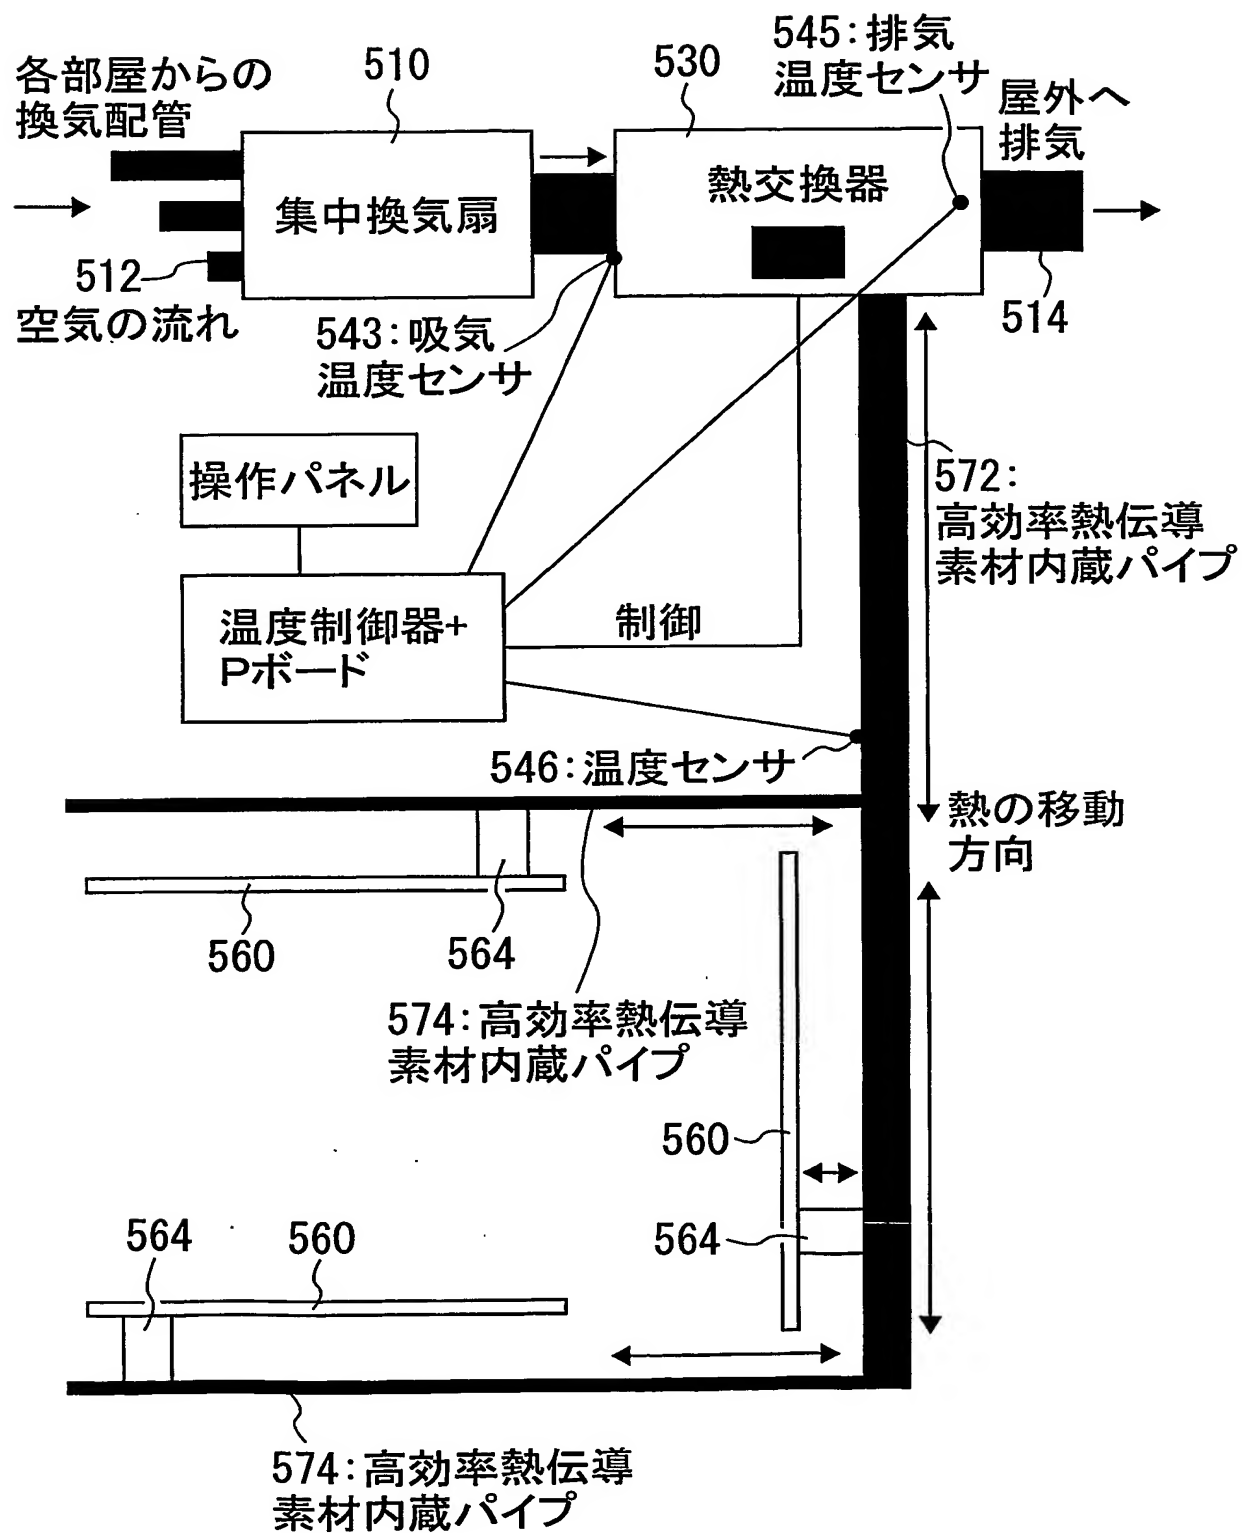 各部屋からの
換気配管
510
530
545:排気
温度センサ
屋外へ
排気
集中換気扇
熱交換器
512
空気の流れ
543:吸気
温度センサ
514
操作パネル
572:
高効率熱伝導
素材内蔵パイプ
温度制御器+
Pボード
制御
546:温度センサ
熱の移動
方向
560
564
574:高効率熱伝導
素材内蔵パイプ
560
564
564
560
574:高効率熱伝導
素材内蔵パイプ